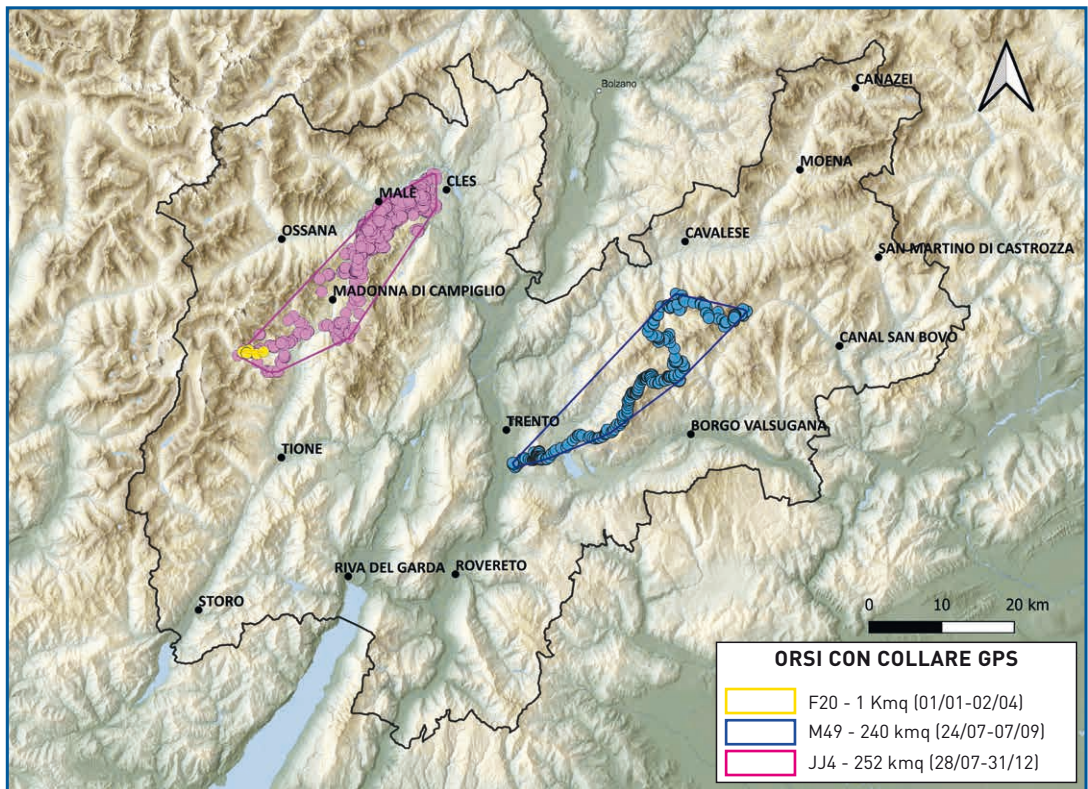 Bolzano
CANAZEI
MOENA
CLES
MALÈ
OSSANA
CAVALESE
SAN MARTINO DI CASTROZZA
MADONNA DI CAMPIGLIO
CANAL SAN BOVO
TRENTO
BORGO VALSUGANA
TIONE
RIVA DEL GARDA
ROVERETO
STORO
0 10 20 km
ORSI CON COLLARE GPS
F20 - 1 Kmq (01/01-02/04)
M49 - 240 kmq (24/07-07/09)
JJ4 - 252 kmq (28/07-31/12)